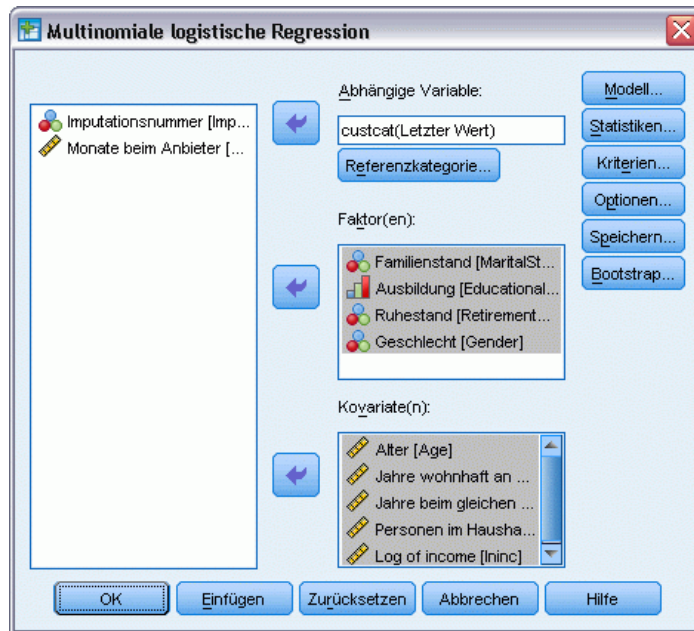 Multinomiale logistische Regression
Imputationsnummer [Imp...
Monate beim Anbieter [...
Abhängige Variable:
custcat(Letzter Wert)
Referenzkategorie...
Faktor(en):
Familienstand [MaritalSt...
Ausbildung [Educational...
Ruhestand [Retirement...
Geschlecht [Gender]
Kovariate(n):
Alter [Age]
Jahre wohnhaft an ...
Jahre beim gleichen ...
Personen im Hausha...
Log of income [lninc]
Modell...
Statistiken...
Kriterien...
Optionen...
Speichern...
Bootstrap...
OK
Einfügen
Zurücksetzen
Abbrechen
Hilfe